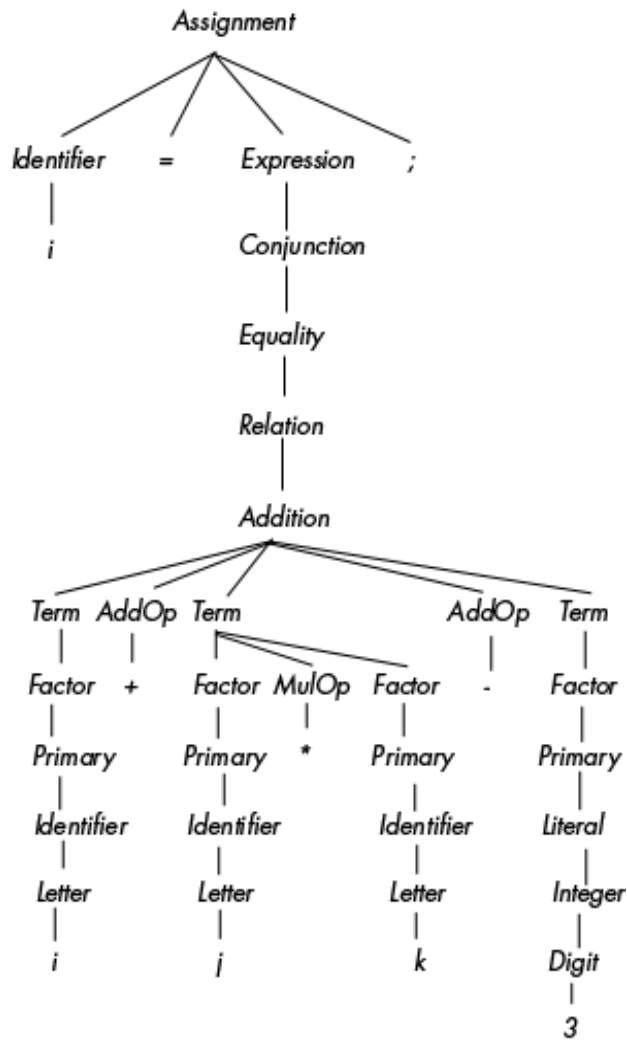 Assignment
Identifier = Expression ;
i Conjunction
Equality
Relation
Addition
Term AddOp Term AddOp Term
Factor + Factor MulOp Factor - Factor
Primary Primary * Primary Primary
Identifier Identifier Identifier Literal
Letter Letter Letter Integer
i j k Digit
3